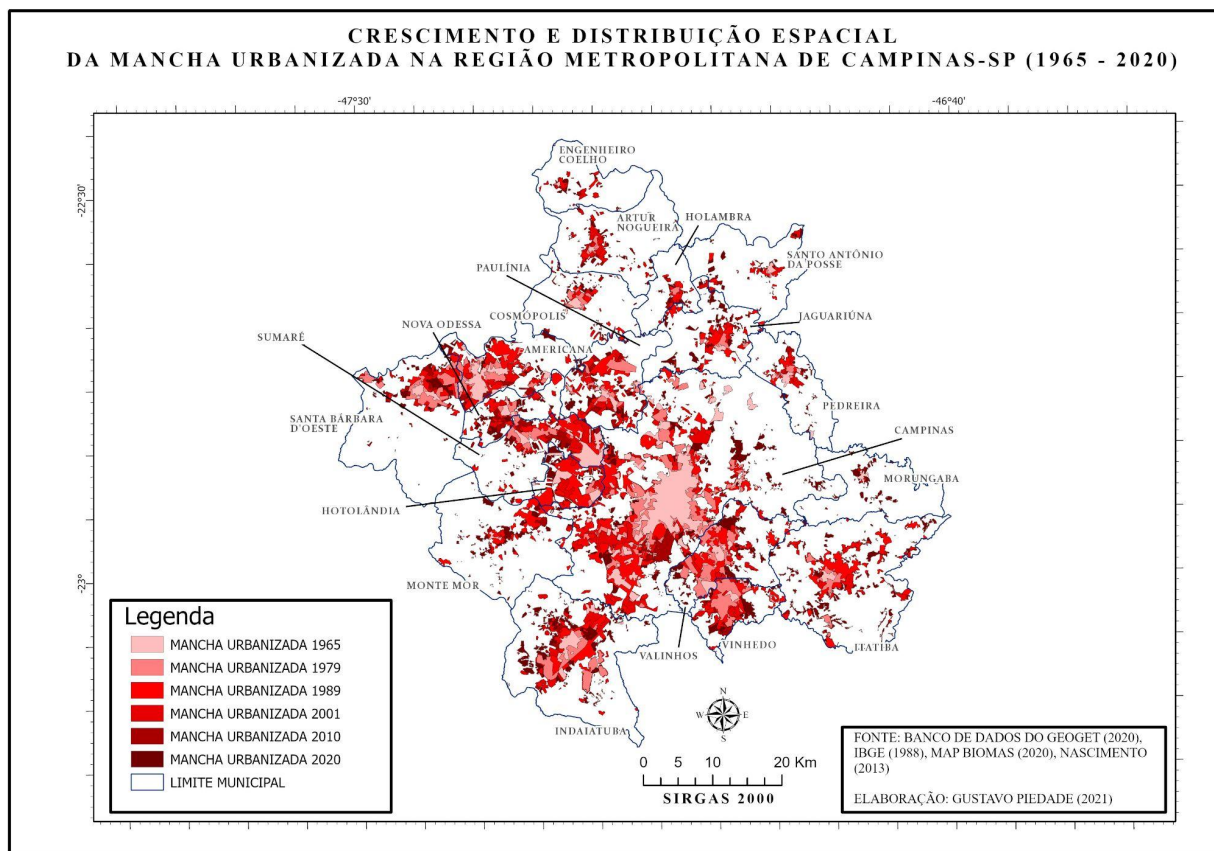 CRESCIMENTO E DISTRIBUIÇÃO ESPACIAL
DA MANCHA URBANIZADA NA REGIÃO METROPOLITANA DE CAMPINAS-SP (1965 - 2020)
-47°30'
-46°40'
-22°30'
-23°
ENGENHEIRO
COELHO
ARTUR
NOGUEIRA
HOLAMBRA
SANTO ANTÔNIO
DA POSSE
PAULÍNIA
COSMÓPOLIS
JAGUARIÚNA
NOVA ODESSA
SUMARÉ
AMERICANA
SANTA BÁRBARA
D'OESTE
PEDREIRA
CAMPINAS
MORUNGABA
HOTOLÂNDIA
MONTE MÓR
VALINHOS
VINHEDO
ITATIBA
INDAIATUBA
Legenda
MANCHA URBANIZADA 1965
MANCHA URBANIZADA 1979
MANCHA URBANIZADA 1989
MANCHA URBANIZADA 2001
MANCHA URBANIZADA 2010
MANCHA URBANIZADA 2020
LIMITE MUNICIPAL
N
W E
S
0 5 10 20 Km
SIRGAS 2000
FONTE: BANCO DE DADOS DO GEOGET (2020),
IBGE (1988), MAP BIOMAS (2020), NASCIMENTO
(2013)
ELABORAÇÃO: GUSTAVO PIEDADE (2021)